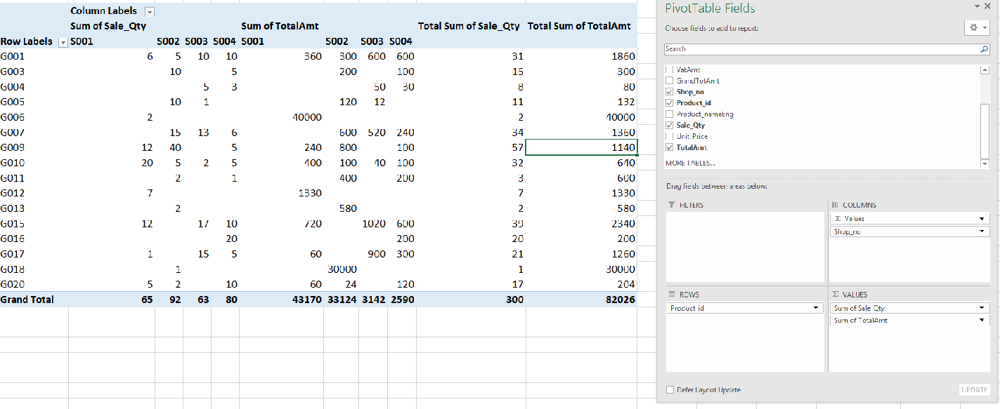 Column Labels
Sum of Sale_Qty Sum of TotalAmt Total Sum of Sale_Qty Total Sum of TotalAmt
Row Labels S001 S002 S003 S004 S001 S002 S003 S004
G001 6 5 10 10 360 300 600 600 31 1860
G003 10 5 200 100 15 300
G004 5 3 50 30 8 80
G005 10 1 120 12 11 132
G006 2 40000 2 40000
G007 15 13 6 600 520 240 34 1360
G009 12 40 5 240 800 100 57 1140
G010 20 5 2 5 400 100 40 100 32 640
G011 2 1 400 200 3 600
G012 7 1330 7 1330
G013 2 580 2 580
G015 12 17 10 720 1020 600 39 2340
G016 20 200 20 200
G017 1 15 5 60 900 300 21 1260
G018 1 30000 1 30000
G020 5 2 10 60 24 120 17 204
Grand Total 65 92 63 80 43170 33124 3142 2590 300 82026
PivotTable Fields
Choose fields to add to report:
Search
VatAmt
GrandTotAmt
Shop_no
Product_id
Product_nameEng
Sale_Qty
Unit_Price
TotalAmt
MORE TABLES...
Drag fields between areas below:
FILTERS
COLUMNS
Σ Values
Shop_no
ROWS
Product_id
Σ VALUES
Sum of Sale_Qty
Sum of TotalAmt
Defer Layout Update
UPDATE